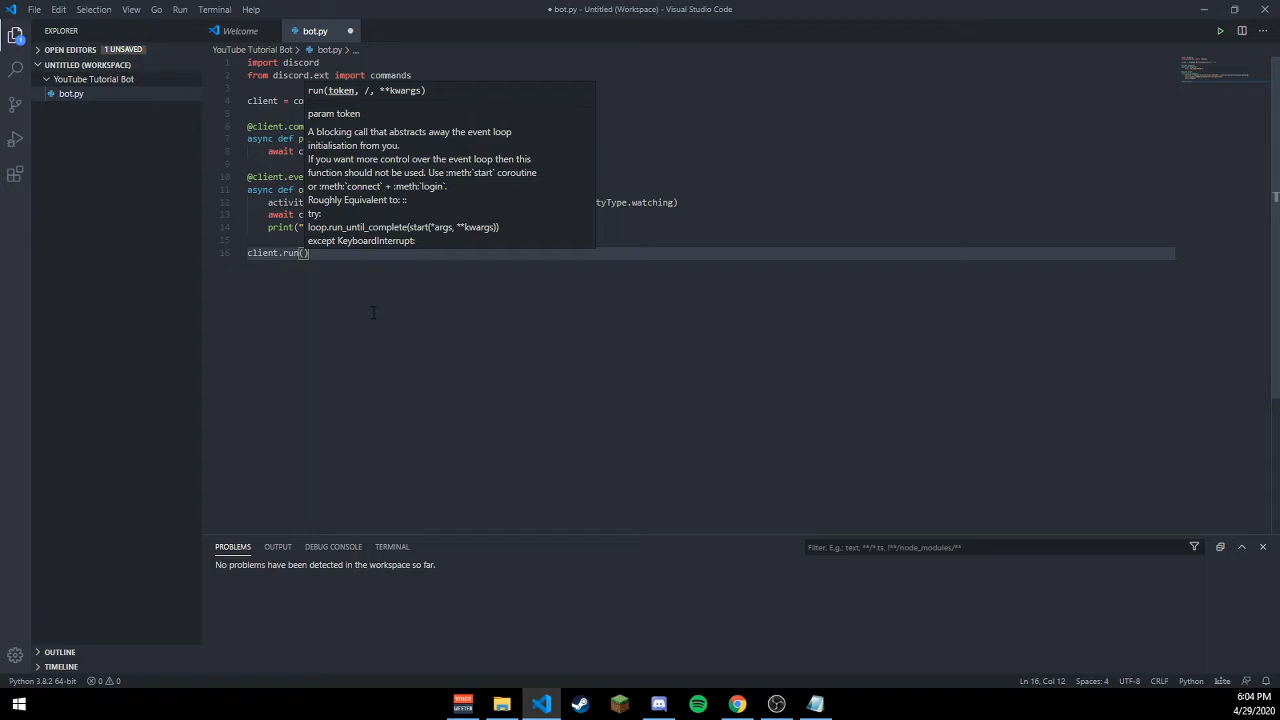 File Edit Selection View Go Run Terminal Help
● bot.py - Untitled (Workspace) - Visual Studio Code
EXPLORER
Welcome
bot.py
OPEN EDITORS 1 UNSAVED
UNTITLED (WORKSPACE)
YouTube Tutorial Bot
bot.py
1
YouTube Tutorial Bot > bot.py > ...
1 import discord
2 from discord.ext import commands
3
4 client = co
6 @client.com
7 async def p
8 await c
9
10 @client.eve
11 async def o
12 activit tyType.watching)
13 await c
14 print("
15
16 client.run()
run(token, /, **kwargs)
param token
A blocking call that abstracts away the event loop
initialisation from you.
If you want more control over the event loop then this
function should not be used. Use :meth:`start` coroutine
or :meth:`connect` + :meth:`login`.
Roughly Equivalent to: ::
try:
loop.run_until_complete(start(*args, **kwargs))
except KeyboardInterrupt:
PROBLEMS OUTPUT DEBUG CONSOLE TERMINAL
Filter. E.g.: text, **/*.ts, !**/node_modules/**
No problems have been detected in the workspace so far.
OUTLINE
TIMELINE
Python 3.8.2 64-bit 0 0
Ln 16, Col 12 Spaces: 4 UTF-8 CRLF Python kite
VOICE
MEETER
6:04 PM
4/29/2020